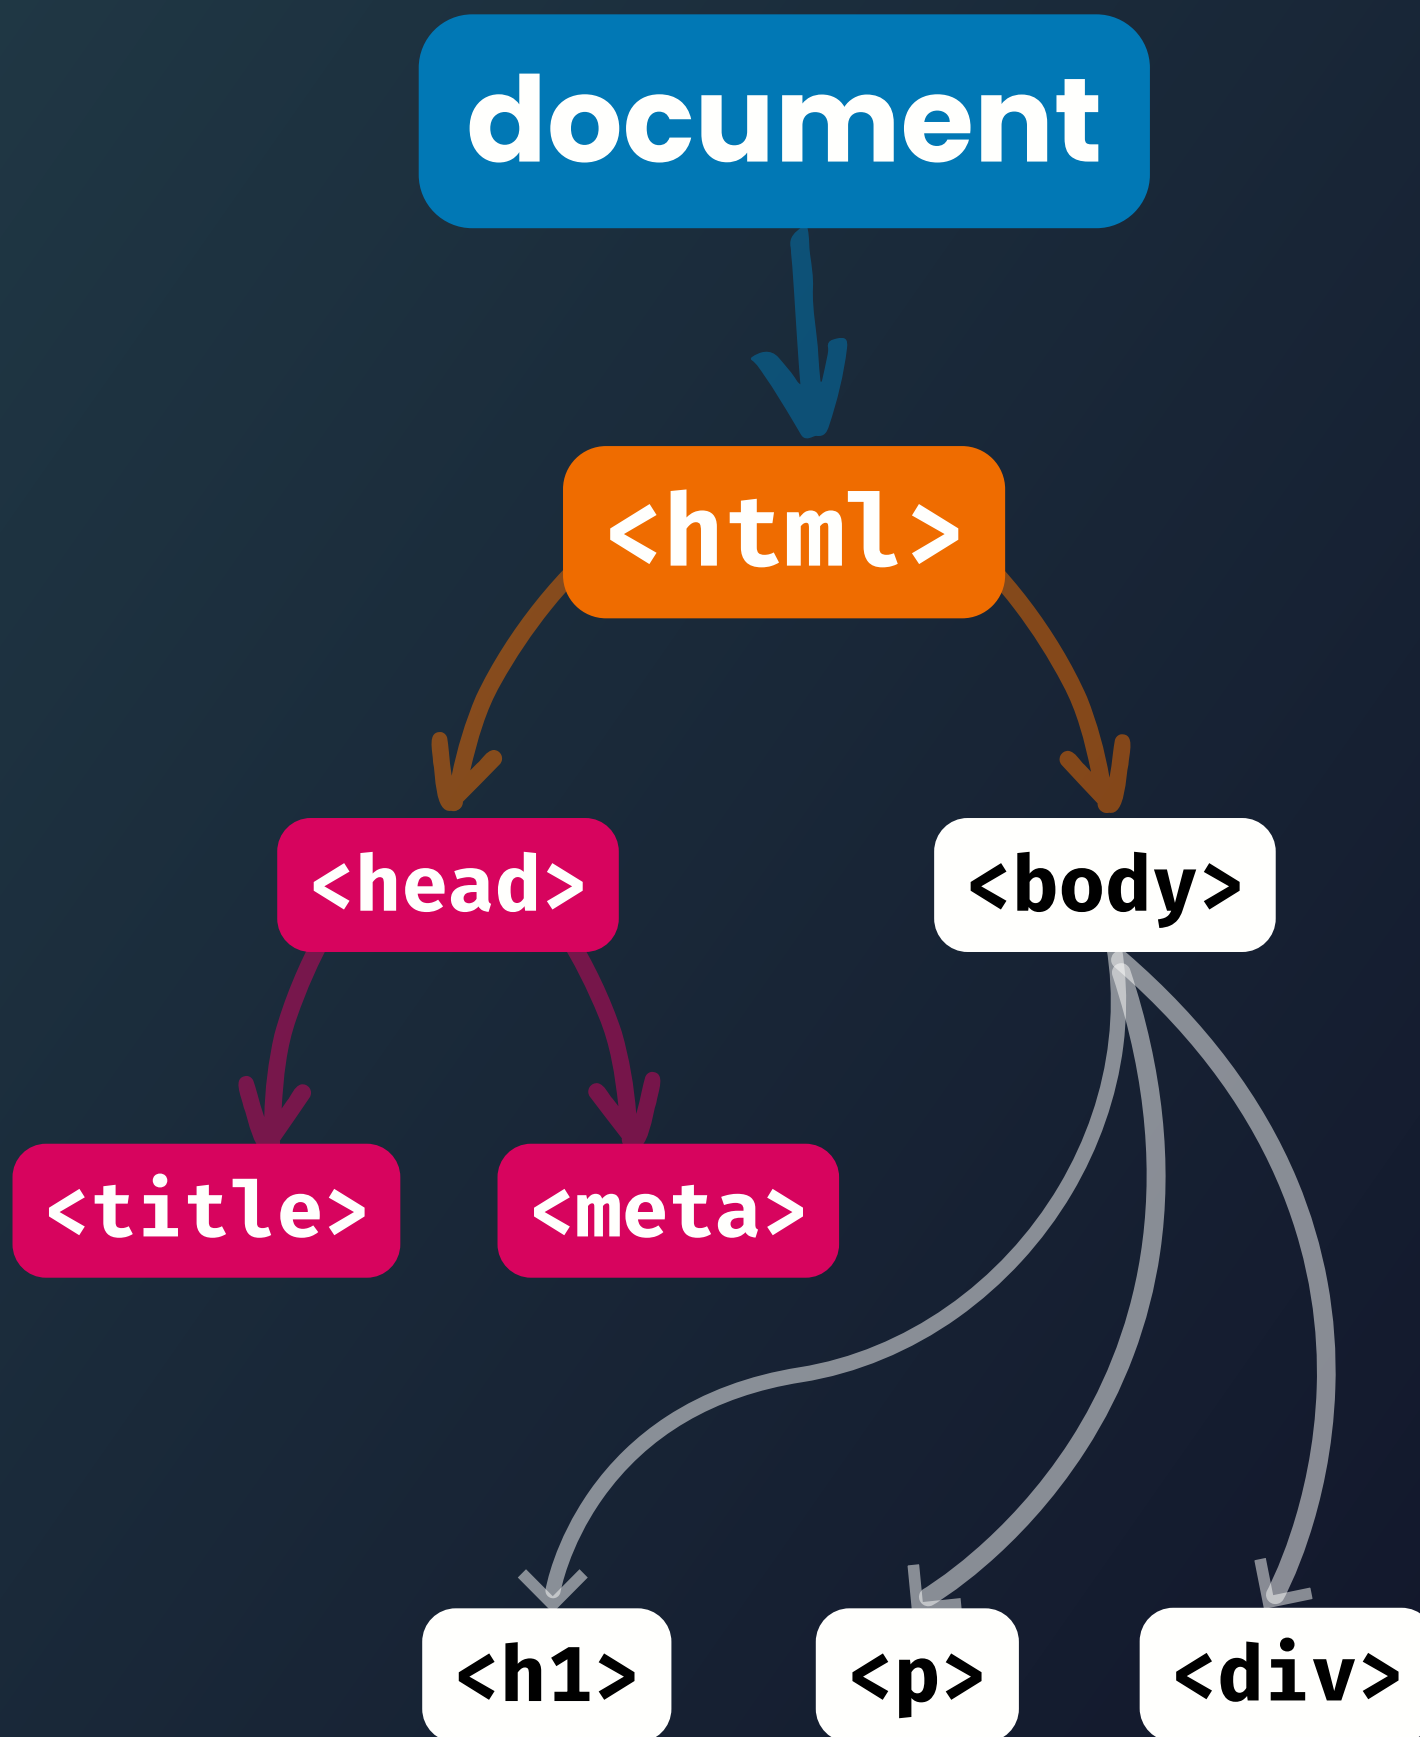 document
<html>
<head>
<body>
<title>
<meta>
<h1>
<p>
<div>